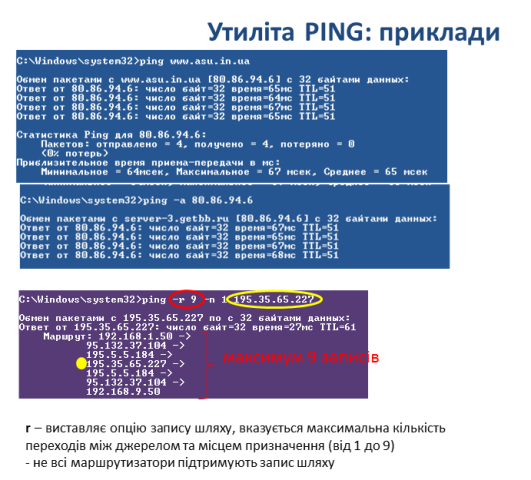 Утиліта PING: приклади
C:\Windows\system32>ping www.asu.in.ua
Обмен пакетами с www.asu.in.ua [80.86.94.6] с 32 байтами данных:
Ответ от 80.86.94.6: число байт=32 время=65мс TTL=51
Ответ от 80.86.94.6: число байт=32 время=64мс TTL=51
Ответ от 80.86.94.6: число байт=32 время=67мс TTL=51
Ответ от 80.86.94.6: число байт=32 время=65мс TTL=51
Статистика Ping для 80.86.94.6:
Пакетов: отправлено = 4, получено = 4, потеряно = 0
(0% потерь)
Приблизительное время приема-передачи в мс:
Минимальное = 64мсек, Максимальное = 67 мсек, Среднее = 65 мсек
C:\Windows\system32>ping -a 80.86.94.6
Обмен пакетами с server-3.getbb.ru [80.86.94.6] с 32 байтами данных:
Ответ от 80.86.94.6: число байт=32 время=67мс TTL=51
Ответ от 80.86.94.6: число байт=32 время=65мс TTL=51
Ответ от 80.86.94.6: число байт=32 время=67мс TTL=51
Ответ от 80.86.94.6: число байт=32 время=68мс TTL=51
C:\Windows\system32>ping -r 9 -n 1 195.35.65.227
Обмен пакетами с 195.35.65.227 по с 32 байтами данных:
Ответ от 195.35.65.227: число байт=32 время=27мс TTL=61
Маршрут: 192.168.1.50 ->
95.132.37.104 ->
195.5.5.184 ->
195.35.65.227 ->
195.5.5.184 ->
95.132.37.104 ->
192.168.9.50
максимум 9 записів
r – виставляє опцію запису шляху, вказується максимальна кількість
переходів між джерелом та місцем призначення (від 1 до 9)
- не всі маршрутизатори підтримують запис шляху